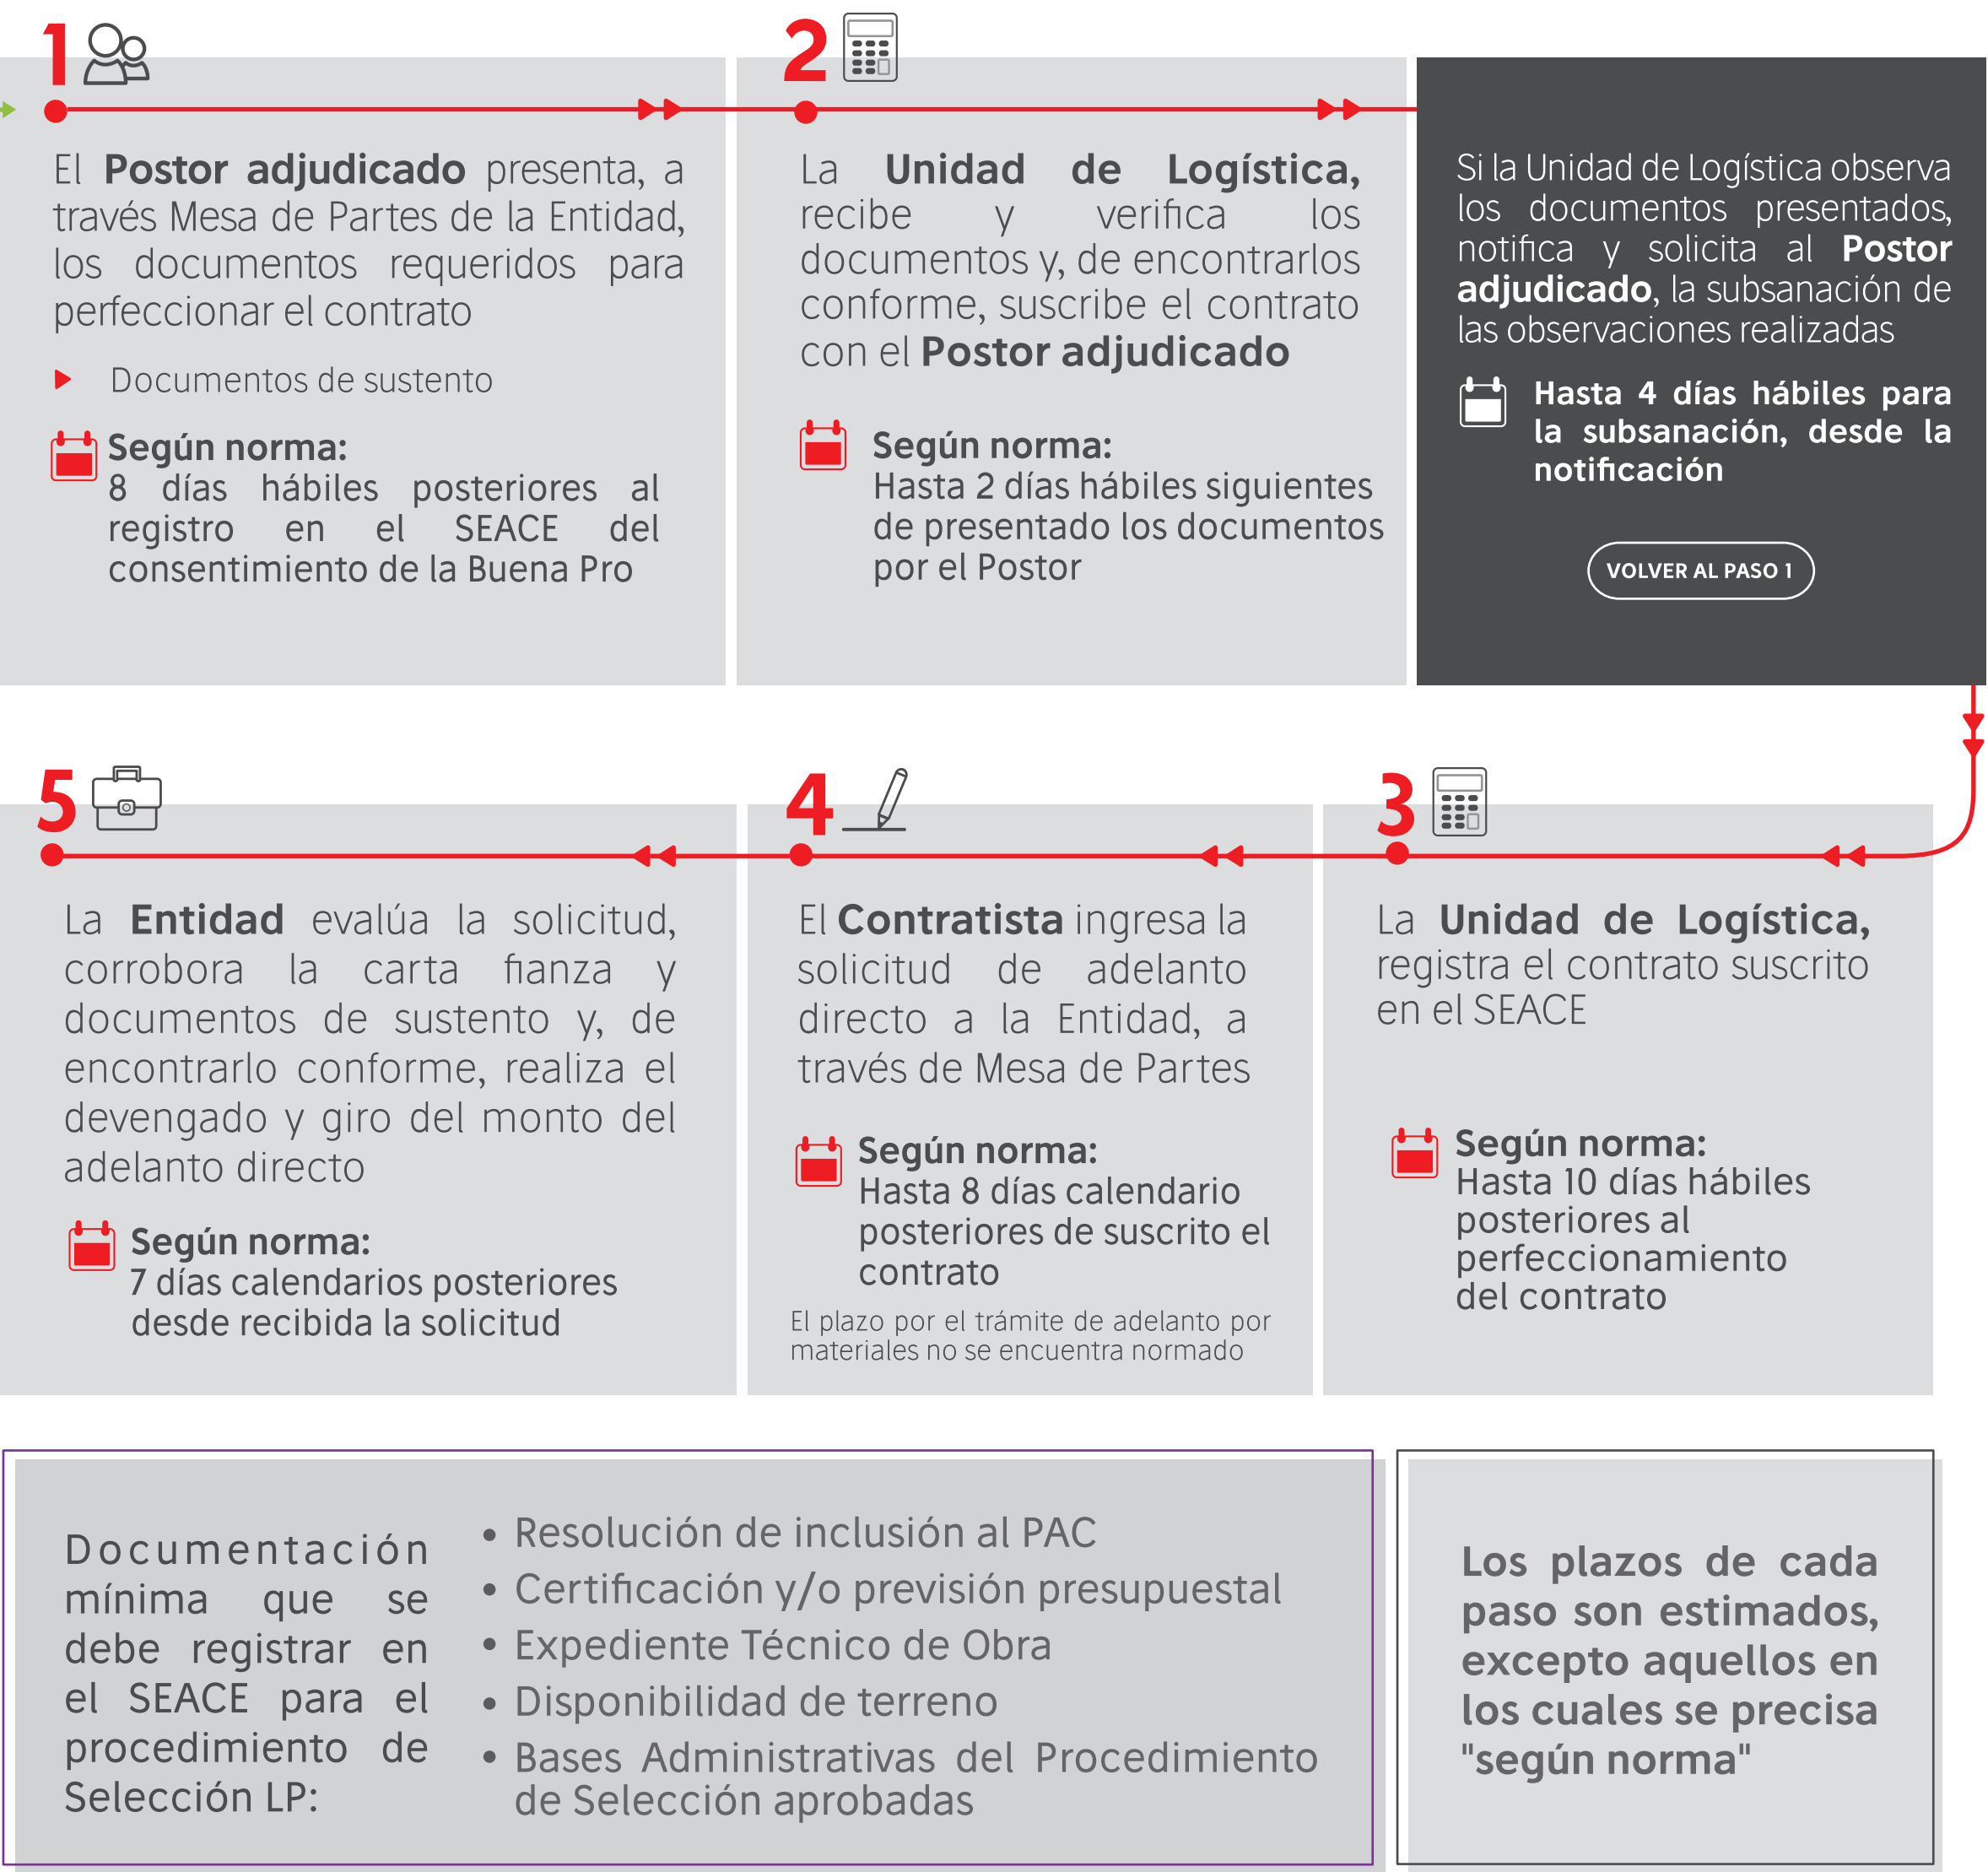 1
El Postor adjudicado presenta, a
través Mesa de Partes de la Entidad,
los documentos requeridos para
perfeccionar el contrato
Documentos de sustento
Según norma:
8 días hábiles posteriores al
registro en el SEACE del
consentimiento de la Buena Pro
2
La Unidad de Logística,
recibe y verifica los
documentos y, de encontrarlos
conforme, suscribe el contrato
con el Postor adjudicado
Según norma:
Hasta 2 días hábiles siguientes
de presentado los documentos
por el Postor
Si la Unidad de Logística observa
los documentos presentados,
notifica y solicita al Postor
adjudicado, la subsanación de
las observaciones realizadas
Hasta 4 días hábiles para
la subsanación, desde la
notificación
VOLVER AL PASO 1
3
La Unidad de Logística,
registra el contrato suscrito
en el SEACE
Según norma:
Hasta 10 días hábiles
posteriores al
perfeccionamiento
del contrato
4
El Contratista ingresa la
solicitud de adelanto
directo a la Entidad, a
través de Mesa de Partes
Según norma:
Hasta 8 días calendario
posteriores de suscrito el
contrato
El plazo por el trámite de adelanto por
materiales no se encuentra normado
5
La Entidad evalúa la solicitud,
corrobora la carta fianza y
documentos de sustento y, de
encontrarlo conforme, realiza el
devengado y giro del monto del
adelanto directo
Según norma:
7 días calendarios posteriores
desde recibida la solicitud
Documentación
mínima que se
debe registrar en
el SEACE para el
procedimiento de
Selección LP:
• Resolución de inclusión al PAC
• Certificación y/o previsión presupuestal
• Expediente Técnico de Obra
• Disponibilidad de terreno
• Bases Administrativas del Procedimiento
de Selección aprobadas
Los plazos de cada
paso son estimados,
excepto aquellos en
los cuales se precisa
"según norma"